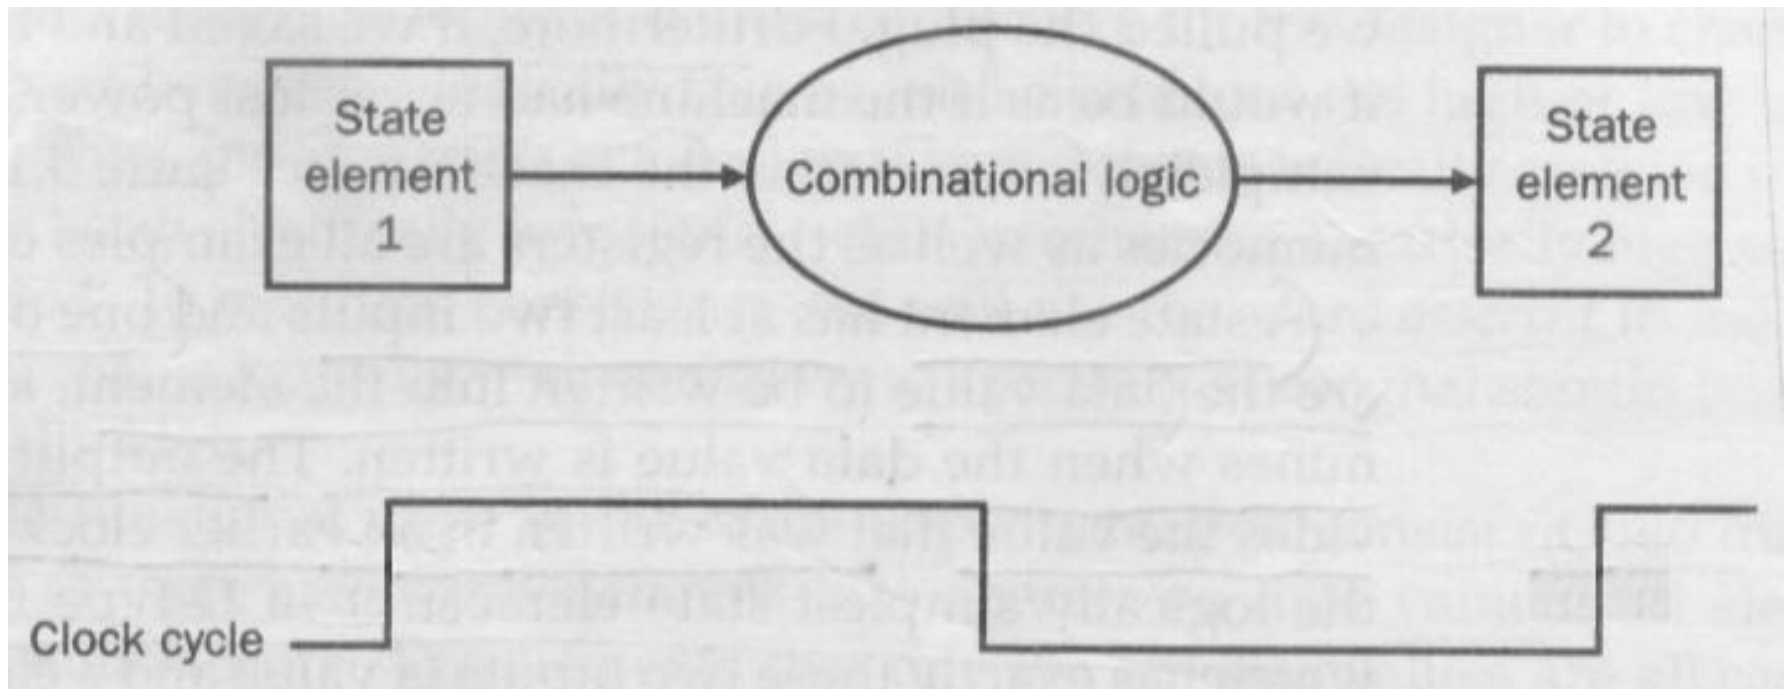 State
element
1
Combinational logic
State
element
2
Clock cycle